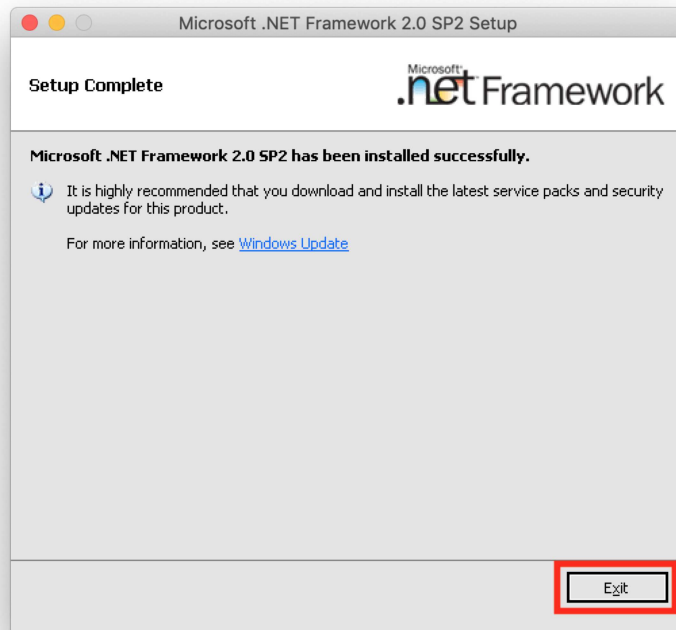 Microsoft .NET Framework 2.0 SP2 Setup
Setup Complete
Microsoft .net Framework
Microsoft .NET Framework 2.0 SP2 has been installed successfully.
It is highly recommended that you download and install the latest service packs and security
updates for this product.
For more information, see Windows Update
Exit